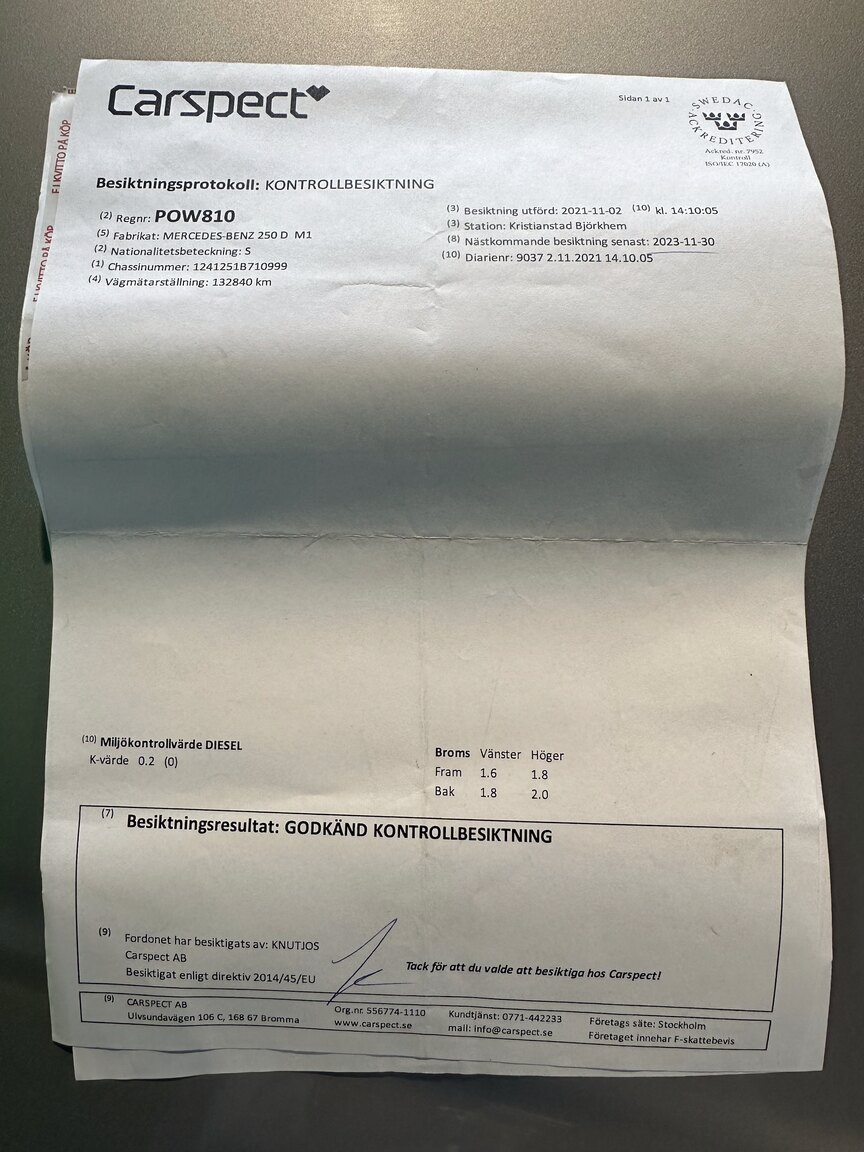 Carspect
Sidan 1 av 1
SWEDAC
ACKREDITERING
Ackred. nr. 7952
Kontroll
ISO/IEC 17020 (A)
EJ KVITTO PÅ KÖP
EJ KVITTO PÅ KÖP
Besiktningsprotokoll: KONTROLLBESIKTNING
(2) Regnr: POW810
(5) Fabrikat: MERCEDES-BENZ 250 D M1
(2) Nationalitetsbeteckning: S
(1) Chassinummer: 1241251B710999
(4) Vägmätarställning: 132840 km
(3) Besiktning utförd: 2021-11-02 (10) kl. 14:10:05
(3) Station: Kristianstad Björkhem
(8) Nästkommande besiktning senast: 2023-11-30
(10) Diarienr: 9037 2.11.2021 14.10.05
(10) Miljökontrollvärde DIESEL
K-värde 0.2 (0)
Broms Vänster Höger
Fram 1.6 1.8
Bak 1.8 2.0
(7) Besiktningsresultat: GODKÄND KONTROLLBESIKTNING
(9) Fordonet har besiktigats av: KNUTJOS
Carspect AB
Besiktigat enligt direktiv 2014/45/EU
Tack för att du valde att besiktiga hos Carspect!
(9) CARSPECT AB
Ulvsundavägen 106 C, 168 67 Bromma
Org.nr. 556774-1110
www.carspect.se
Kundtjänst: 0771-442233
mail: info@carspect.se
Företags säte: Stockholm
Företaget innehar F-skattebevis